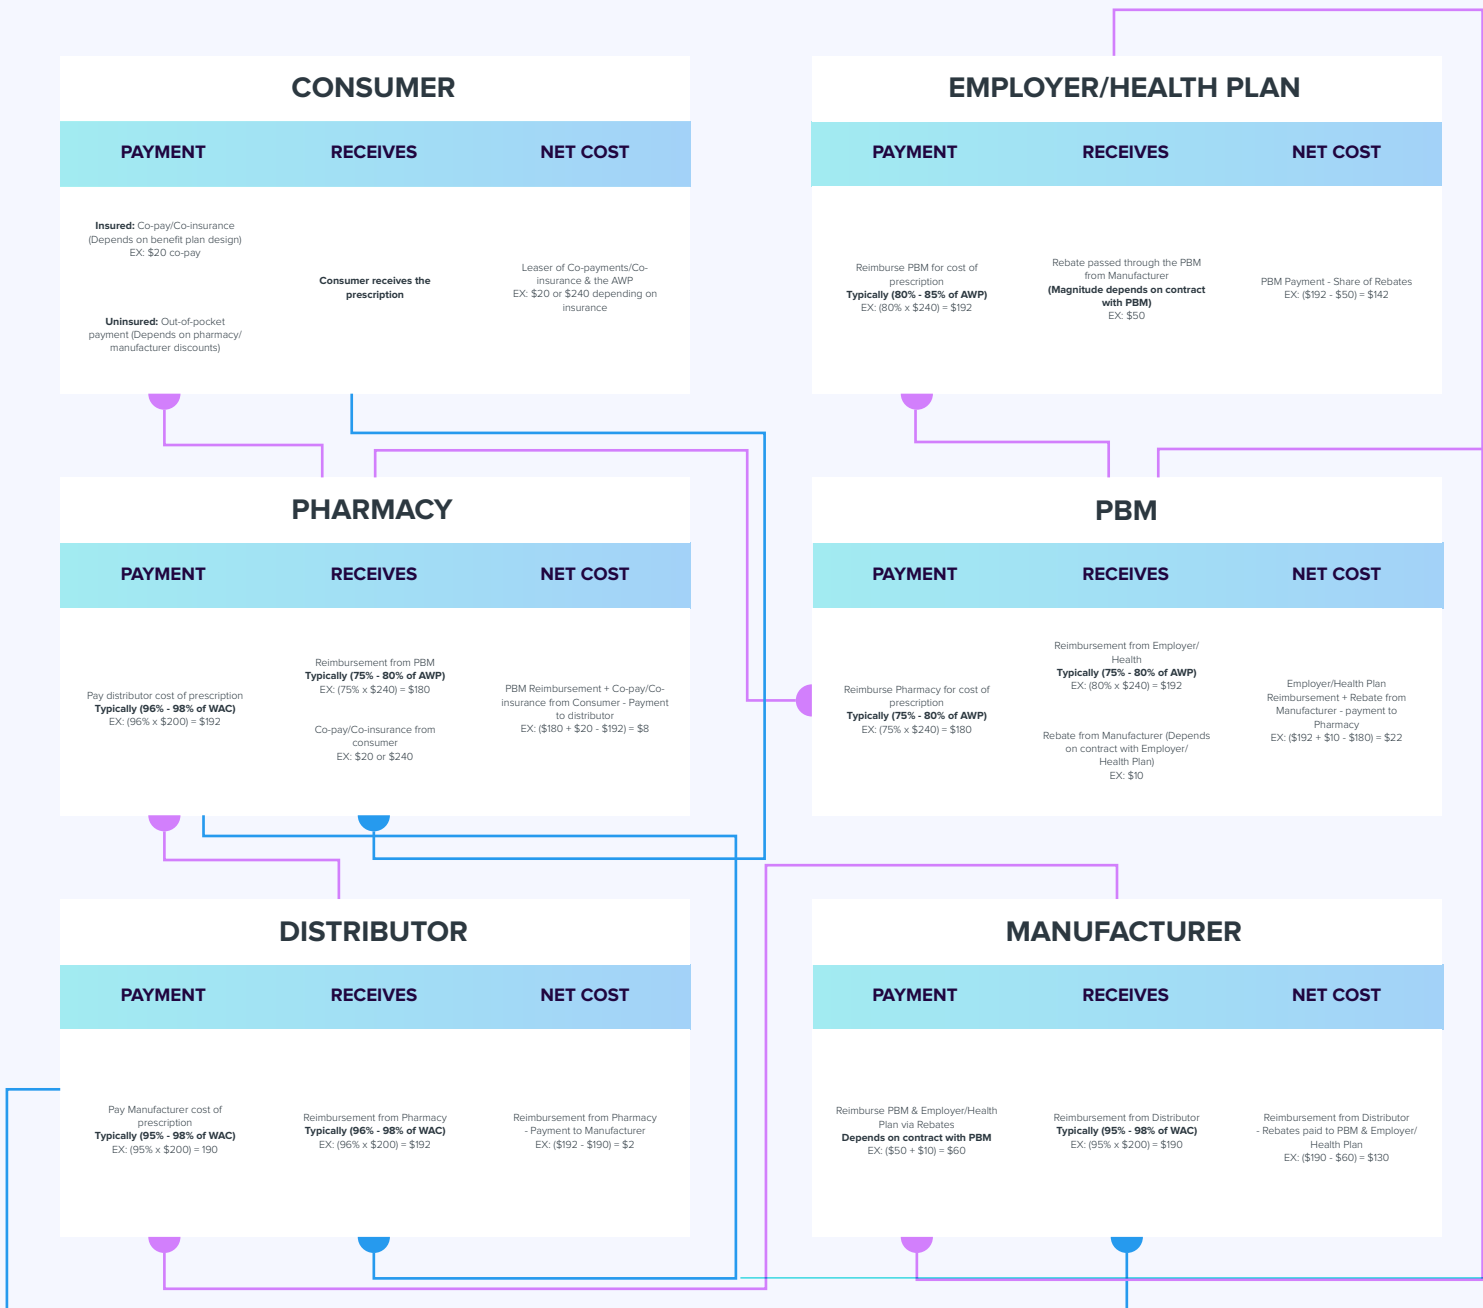 CONSUMER
PAYMENT
RECEIVES
NET COST
Insured: Co-pay/Co-insurance
(Depends on benefit plan design)
EX: $20 co-pay
Uninsured: Out-of-pocket
payment (Depends on pharmacy/
manufacturer discounts)
Consumer receives the
prescription
Leaser of Co-payments/Co-
insurance & the AWP
EX: $20 or $240 depending on
insurance
EMPLOYER/HEALTH PLAN
PAYMENT
RECEIVES
NET COST
Reimburse PBM for cost of
prescription
Typically (80% - 85% of AWP)
EX: (80% x $240) = $192
Rebate passed through the PBM
from Manufacturer
(Magnitude depends on contract
with PBM)
EX: $50
PBM Payment - Share of Rebates
EX: ($192 - $50) = $142
PHARMACY
PAYMENT
RECEIVES
NET COST
Pay distributor cost of prescription
Typically (96% - 98% of WAC)
EX: (96% x $200) = $192
Reimbursement from PBM
Typically (75% - 80% of AWP)
EX: (75% x $240) = $180
Co-pay/Co-insurance from
consumer
EX: $20 or $240
PBM Reimbursement + Co-pay/Co-
insurance from Consumer - Payment
to distributor
EX: ($180 + $20 - $192) = $8
PBM
PAYMENT
RECEIVES
NET COST
Reimburse Pharmacy for cost of
prescription
Typically (75% - 80% of AWP)
EX: (75% x $240) = $180
Reimbursement from Employer/
Health
Typically (75% - 80% of AWP)
EX: (80% x $240) = $192
Rebate from Manufacturer (Depends
on contract with Employer/
Health Plan)
EX: $10
Employer/Health Plan
Reimbursement + Rebate from
Manufacturer - payment to
Pharmacy
EX: ($192 + $10 - $180) = $22
DISTRIBUTOR
PAYMENT
RECEIVES
NET COST
Pay Manufacturer cost of
prescription
Typically (95% - 98% of WAC)
EX: (95% x $200) = 190
Reimbursement from Pharmacy
Typically (96% - 98% of WAC)
EX: (96% x $200) = $192
Reimbursement from Pharmacy
- Payment to Manufacturer
EX: ($192 - $190) = $2
MANUFACTURER
PAYMENT
RECEIVES
NET COST
Reimburse PBM & Employer/Health
Plan via Rebates
Depends on contract with PBM
EX: ($50 + $10) = $60
Reimbursement from Distributor
Typically (95% - 98% of WAC)
EX: (95% x $200) = $190
Reimbursement from Distributor
- Rebates paid to PBM & Employer/
Health Plan
EX: ($190 - $60) = $130